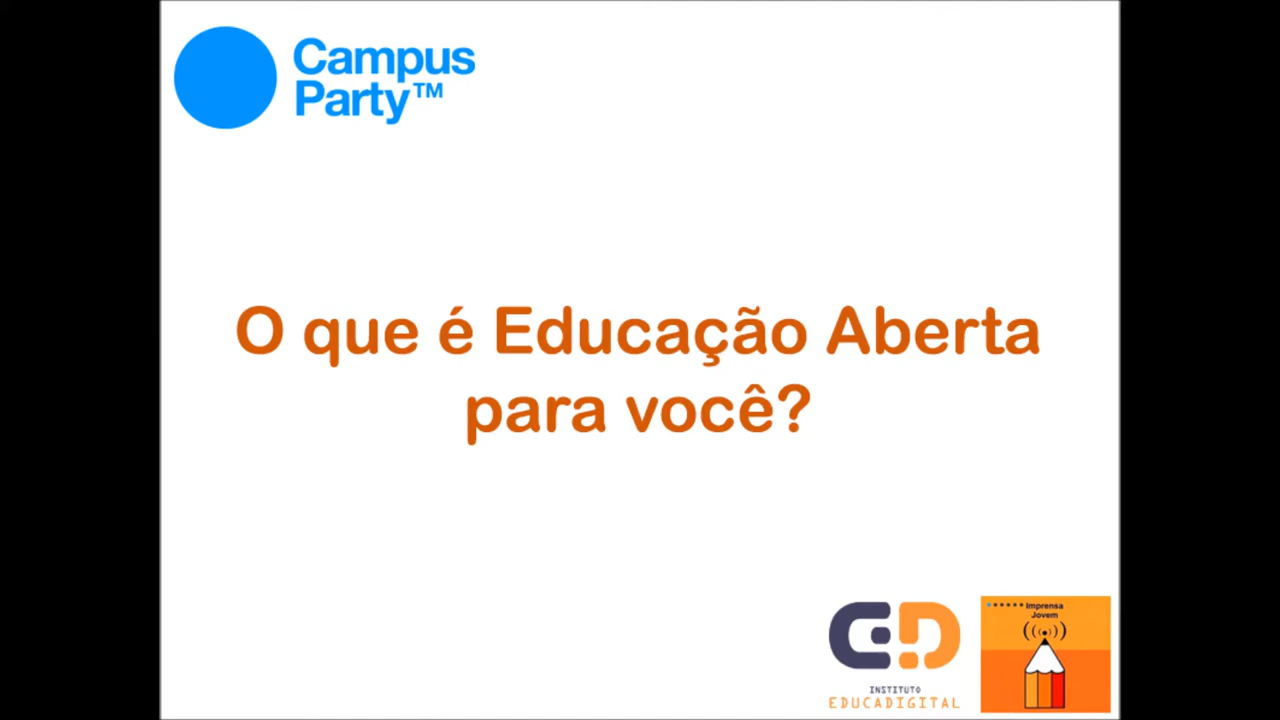 Campus
Party™
O que é Educação Aberta
para você?
INSTITUTO
EDUCADIGITAL
Imprensa
Jovem